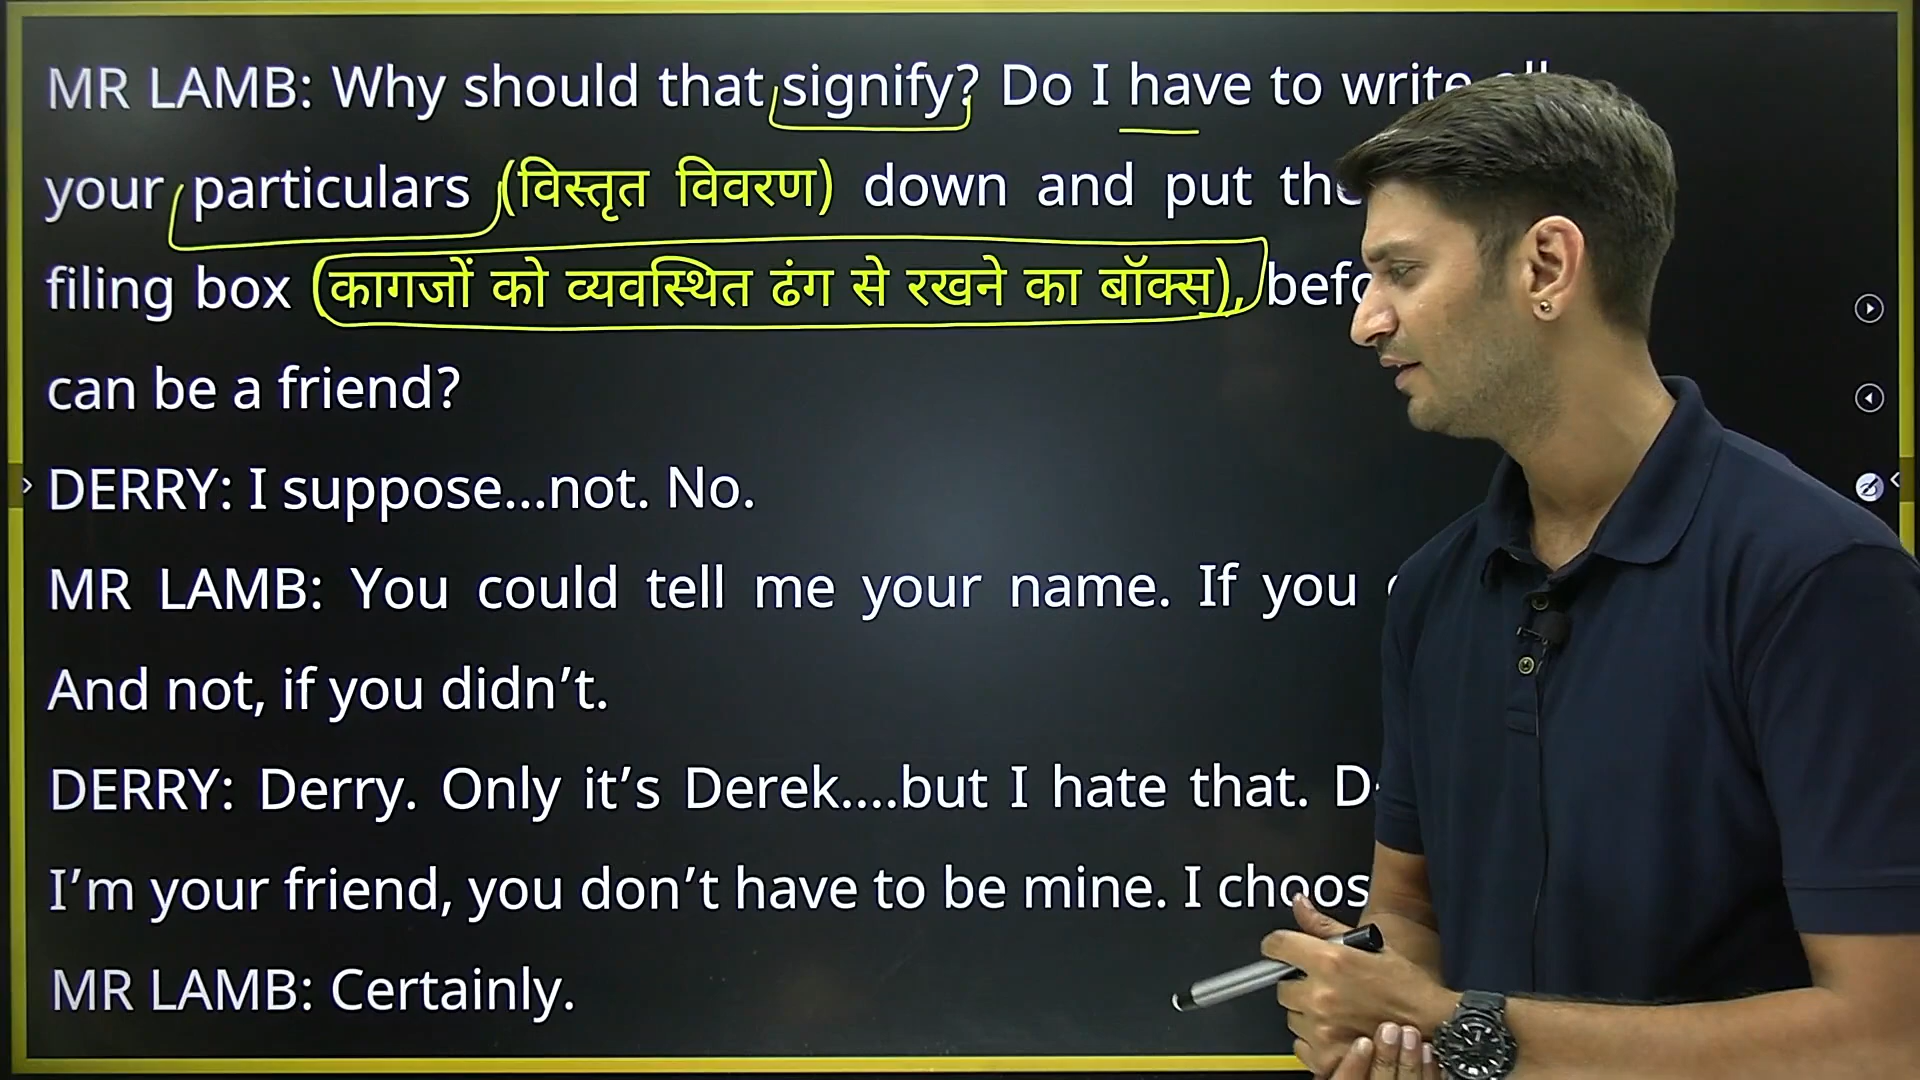 MR LAMB: Why should that signify? Do I have to write all
your particulars (विस्तृत विवरण) down and put
filing box (कागजों को व्यवस्थित ढंग से रखने का बॉक्स),
can be a friend?
DERRY: I suppose...not. No.
MR LAMB: You could tell me your name. If you
And not, if you didn’t.
DERRY: Derry. Only it’s Derek....but I hate that.
I’m your friend, you don’t have to be mine. I
MR LAMB: Certainly.